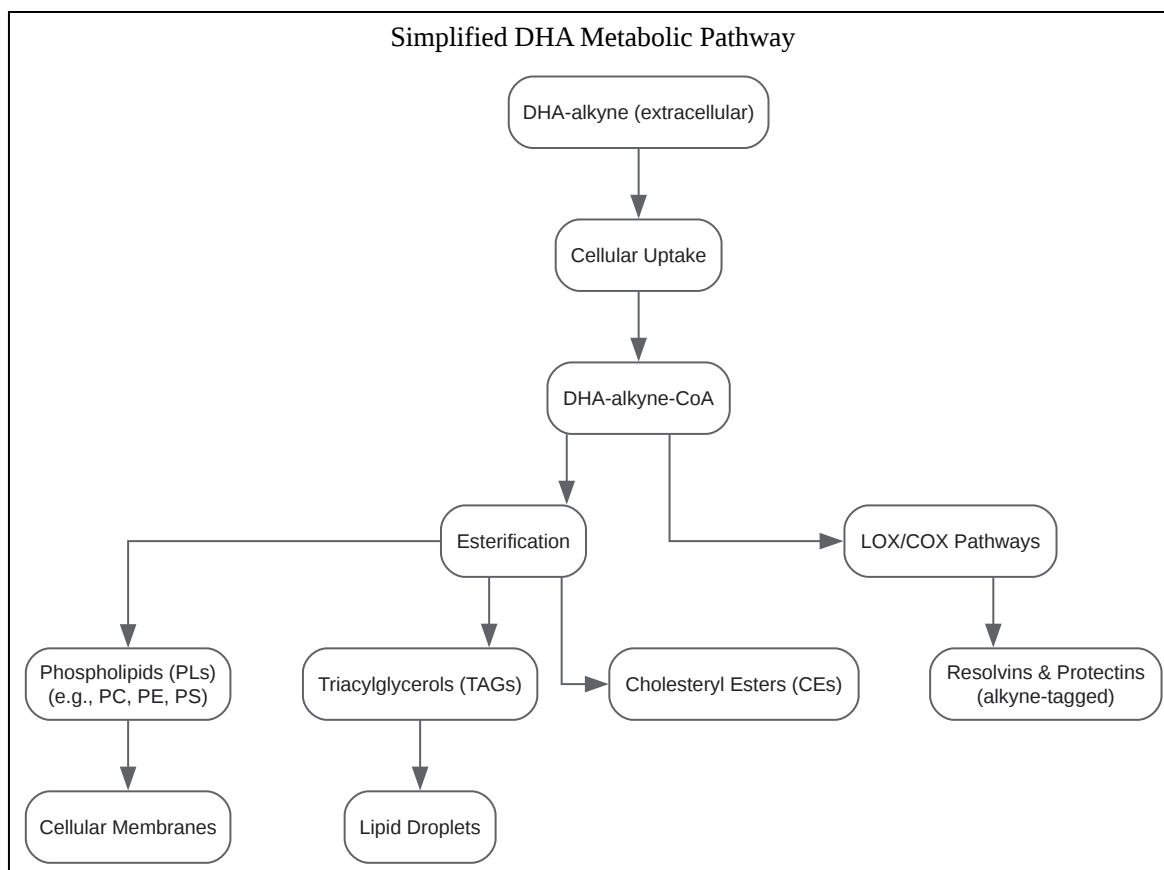 Simplified DHA Metabolic Pathway
DHA-alkyne (extracellular)
Cellular Uptake
DHA-alkyne-CoA
Esterification
LOX/COX Pathways
Phospholipids (PLs)
(e.g., PC, PE, PS)
Triacylglycerols (TAGs)
Cholesteryl Esters (CEs)
Resolvins & Protectins
(alkyne-tagged)
Cellular Membranes
Lipid Droplets